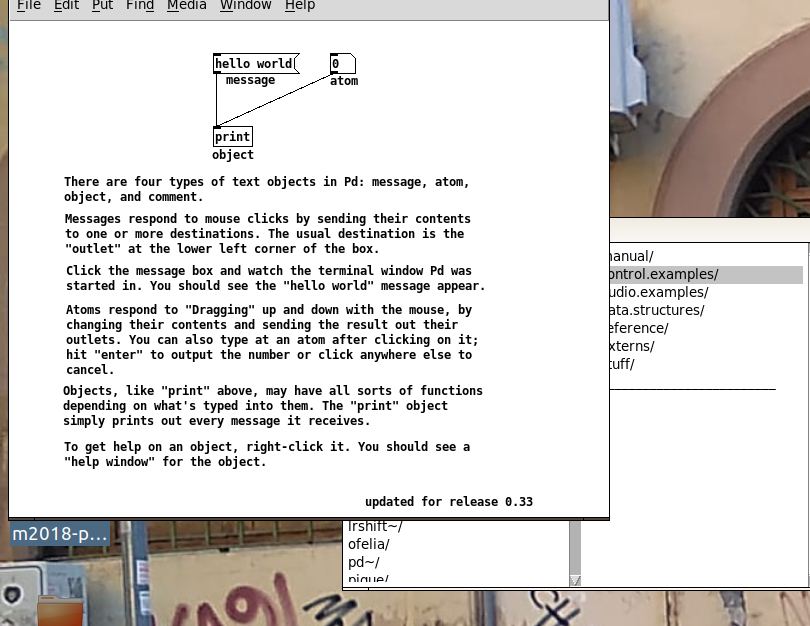 File Edit Put Find Media Window Help
hello world
0
message
atom
print
object
There are four types of text objects in Pd: message, atom,
object, and comment.
Messages respond to mouse clicks by sending their contents
to one or more destinations. The usual destination is the
"outlet" at the lower left corner of the box.
Click the message box and watch the terminal window Pd was
started in. You should see the "hello world" message appear.
Atoms respond to "Dragging" up and down with the mouse, by
changing their contents and sending the result out their
outlets. You can also type at an atom after clicking on it;
hit "enter" to output the number or click anywhere else to
cancel.
Objects, like "print" above, may have all sorts of functions
depending on what's typed into them. The "print" object
simply prints out every message it receives.
To get help on an object, right-click it. You should see a
"help window" for the object.
updated for release 0.33
anual/
ontrol.examples/
udio.examples/
ata.structures/
eference/
xterns/
tuff/
m2018-p...
lrshift~/
ofelia/
pd~/
pique/